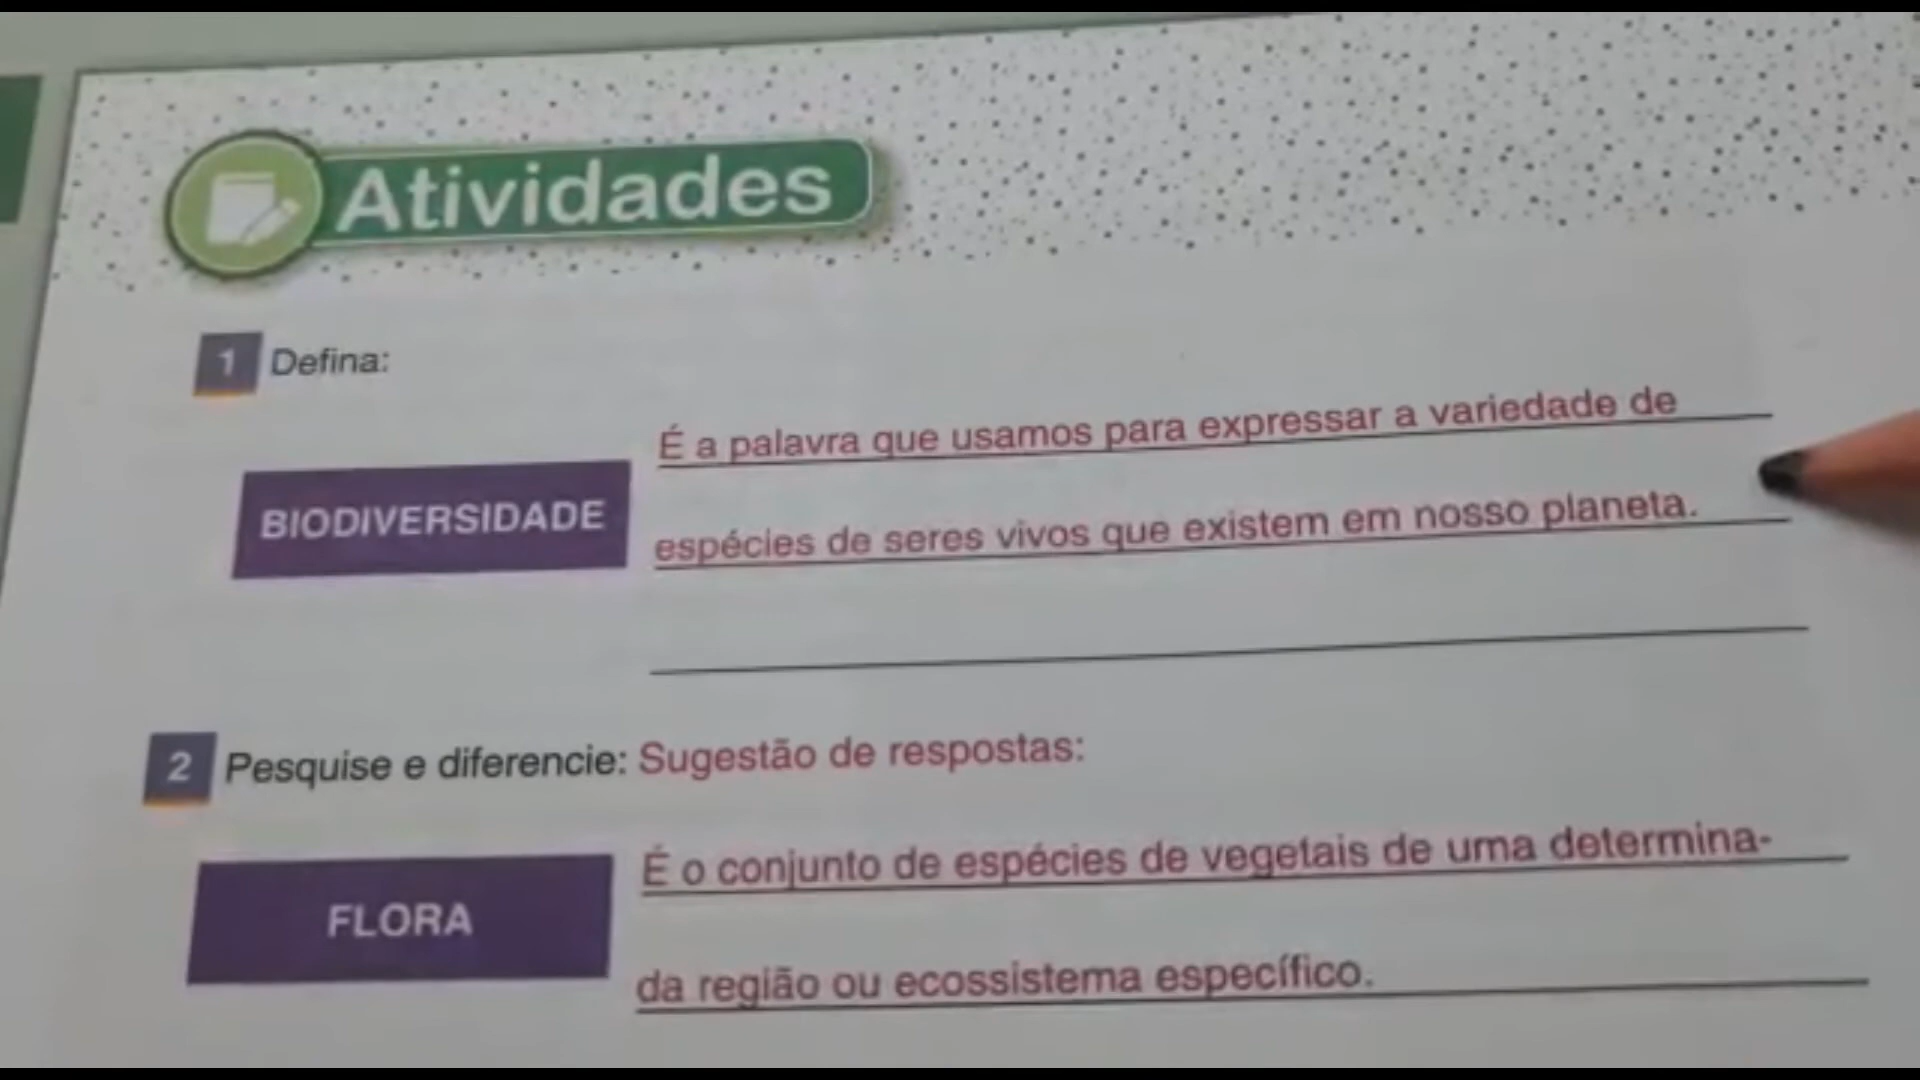 Atividades
1 Defina:
BIODIVERSIDADE
É a palavra que usamos para expressar a variedade de
espécies de seres vivos que existem em nosso planeta.
2 Pesquise e diferencie: Sugestão de respostas:
FLORA
É o conjunto de espécies de vegetais de uma determina-
da região ou ecossistema específico.